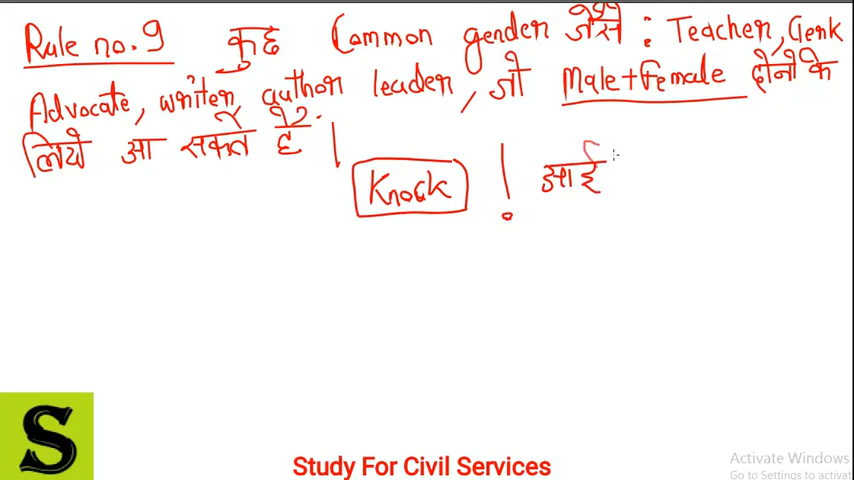 Rule no. 9 कुछ Common gender जैसे : Teacher, Clerk
Advocate, writer, author leader, जो Male+Female दोनो के
लिये आ सकते है।
Knock ! आई
S
Study For Civil Services
Activate Windows
Go to Settings to activat